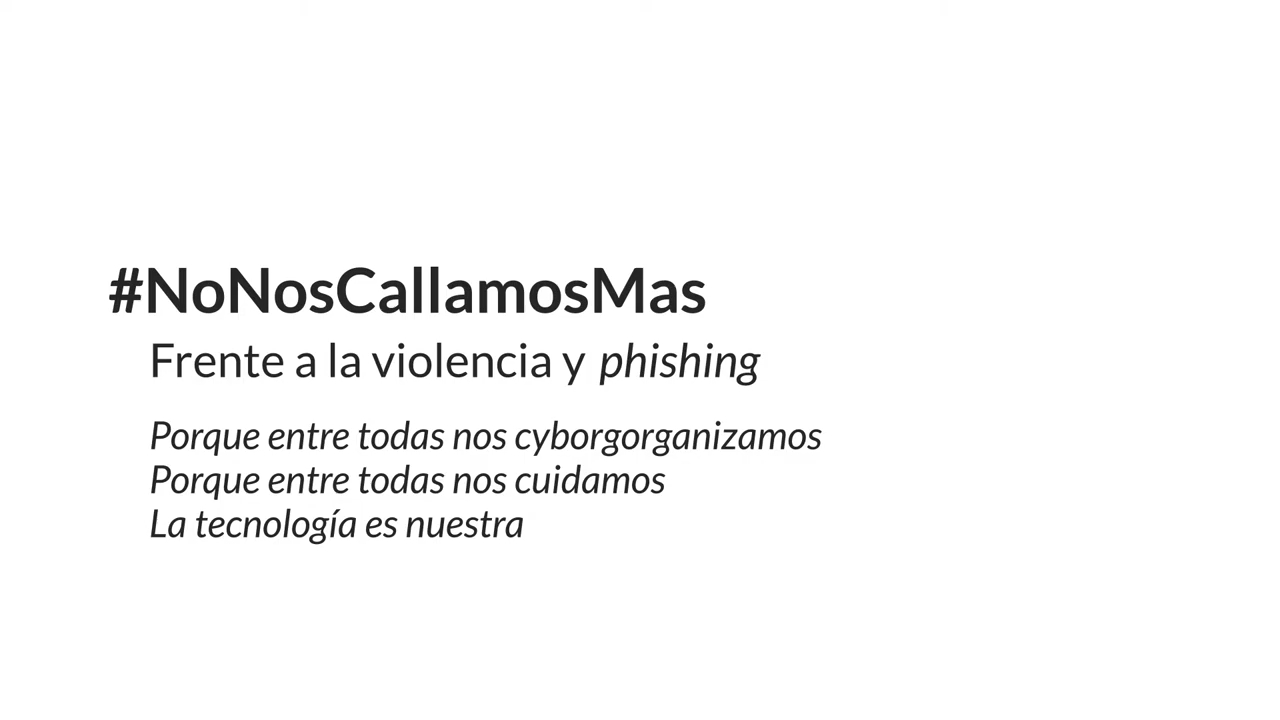 #NoNosCallamosMas
Frente a la violencia y phishing
Porque entre todas nos cyborgorganizamos
Porque entre todas nos cuidamos
La tecnología es nuestra